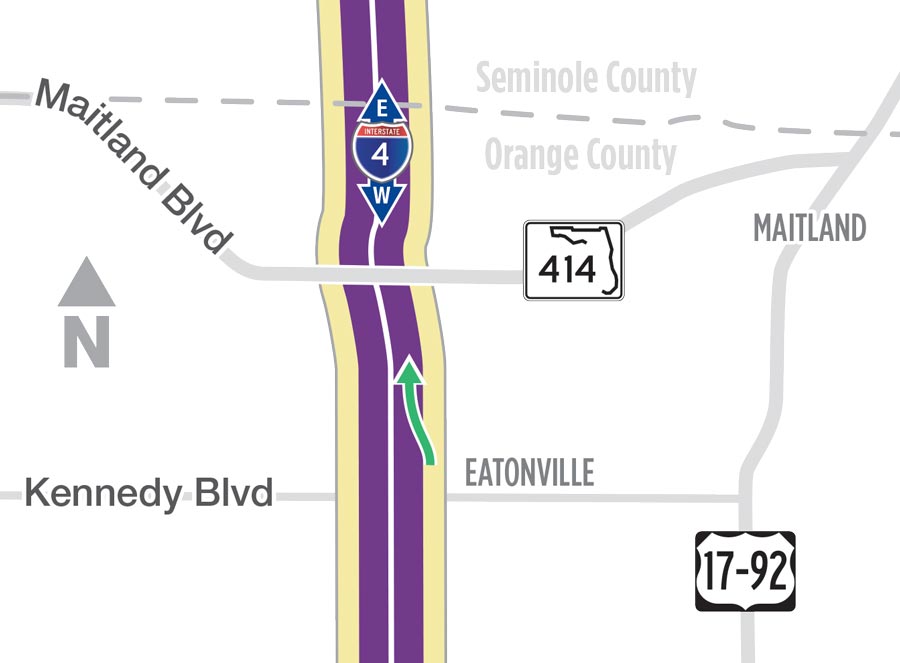 Seminole County
Maitland Blvd
E
INTERSTATE
4
W
Orange County
MAITLAND
414
N
EATONVILLE
Kennedy Blvd
17-92